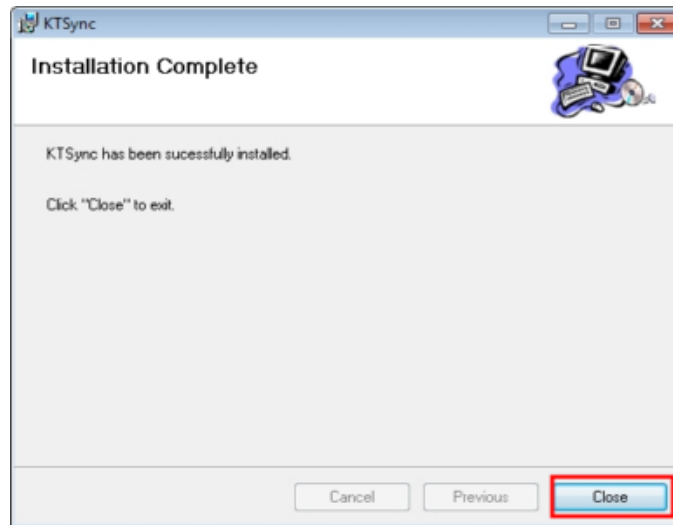 KTSync
Installation Complete
KTSync has been sucessfully installed.
Click "Close" to exit.
Cancel
Previous
Close